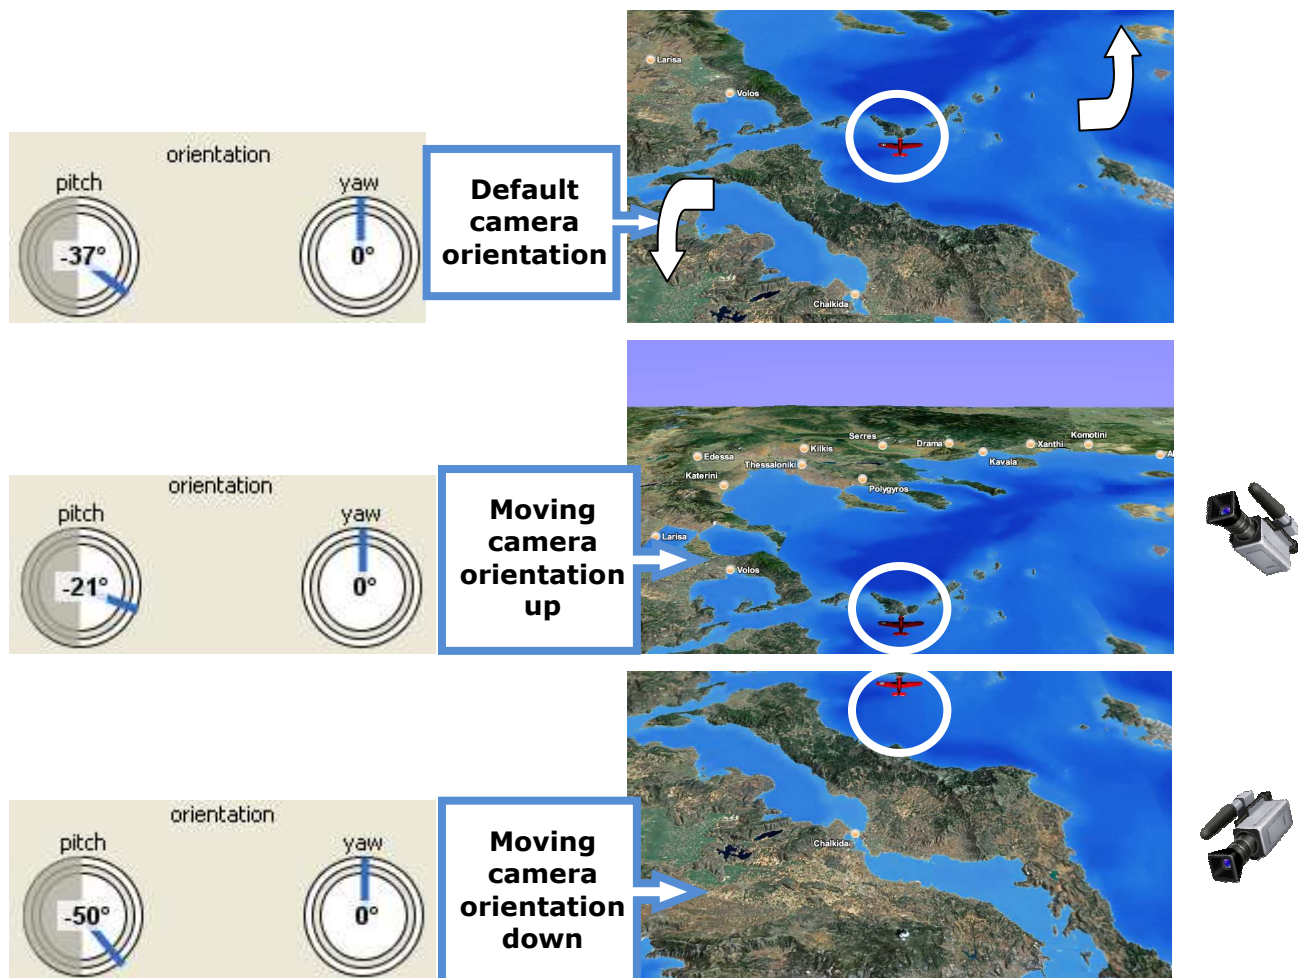 orientation
pitch
yaw
-37°
0°
Default
camera
orientation
Larisa
Volos
Chalkida
orientation
pitch
yaw
-21°
0°
Moving
camera
orientation
up
Serres
Drama
Xanthi
Komotini
Edessa
Kilkis
Thessaloniki
Kavala
Katerini
Polygyros
Al
Larisa
Volos
orientation
pitch
yaw
-50°
0°
Moving
camera
orientation
down
Chalkida